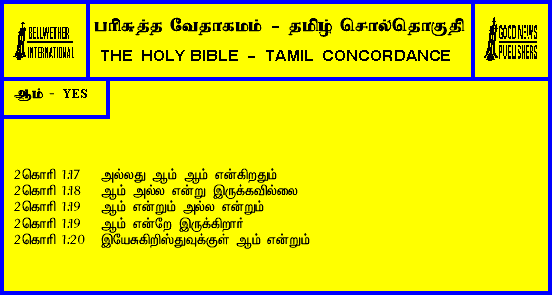 BELLWETHER
INTERNATIONAL
பரிசுத்த வேதாகமம் - தமிழ் சொல்தொகுதி
THE HOLY BIBLE - TAMIL CONCORDANCE
GOOD NEWS
PUBLISHERS
ஆம் - YES
2கொரி 1:17 அல்லது ஆம் ஆம் என்கிறதும்
2கொரி 1:18 ஆம் அல்ல என்று இருக்கவில்லை
2கொரி 1:19 ஆம் என்றும் அல்ல என்றும்
2கொரி 1:19 ஆம் என்றே இருக்கிறார்
2கொரி 1:20 இயேசுகிறிஸ்துவுக்குள் ஆம் என்றும்